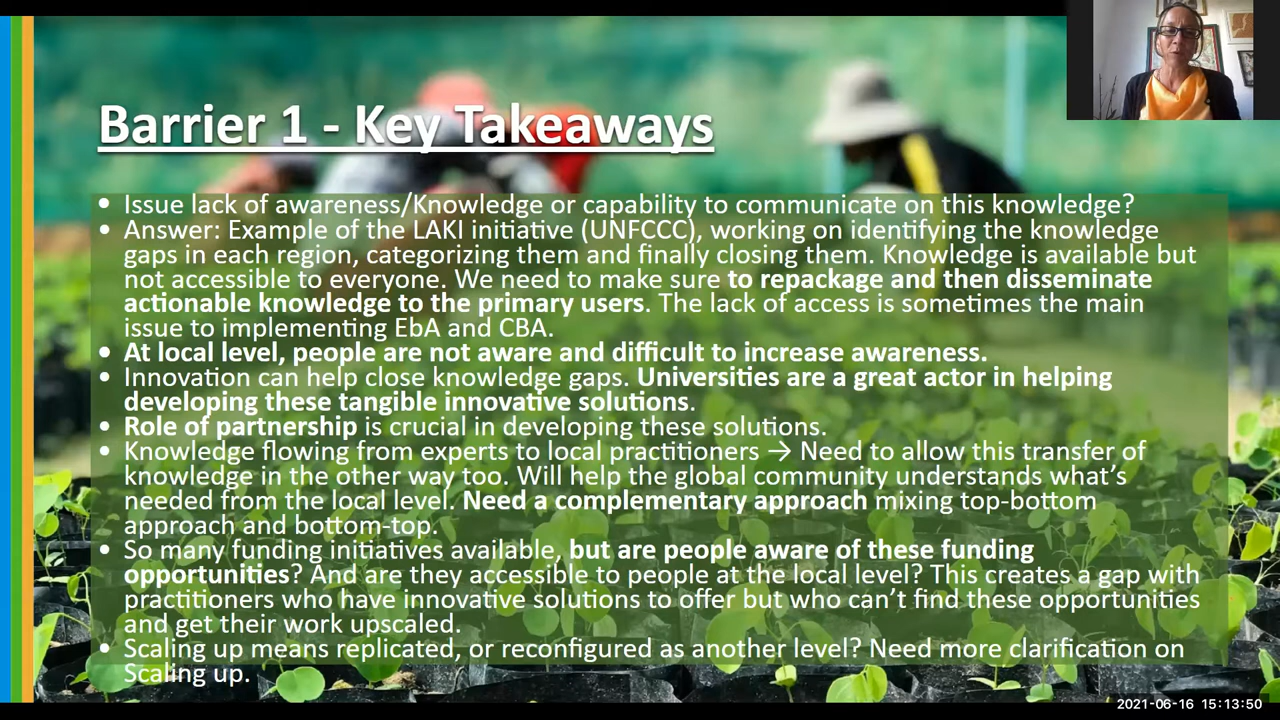 Barrier 1 - Key Takeaways
• Issue lack of awareness/Knowledge or capability to communicate on this knowledge?
• Answer: Example of the LAKI initiative (UNFCCC), working on identifying the knowledge
gaps in each region, categorizing them and finally closing them. Knowledge is available but
not accessible to everyone. We need to make sure to repackage and then disseminate
actionable knowledge to the primary users. The lack of access is sometimes the main
issue to implementing EbA and CBA.
• At local level, people are not aware and difficult to increase awareness.
• Innovation can help close knowledge gaps. Universities are a great actor in helping
developing these tangible innovative solutions.
• Role of partnership is crucial in developing these solutions.
• Knowledge flowing from experts to local practitioners → Need to allow this transfer of
knowledge in the other way too. Will help the global community understands what's
needed from the local level. Need a complementary approach mixing top-bottom
approach and bottom-top.
• So many funding initiatives available, but are people aware of these funding
opportunities? And are they accessible to people at the local level? This creates a gap with
practitioners who have innovative solutions to offer but who can't find these opportunities
and get their work upscaled.
• Scaling up means replicated, or reconfigured as another level? Need more clarification on
Scaling up.
2021-06-16 15:13:50